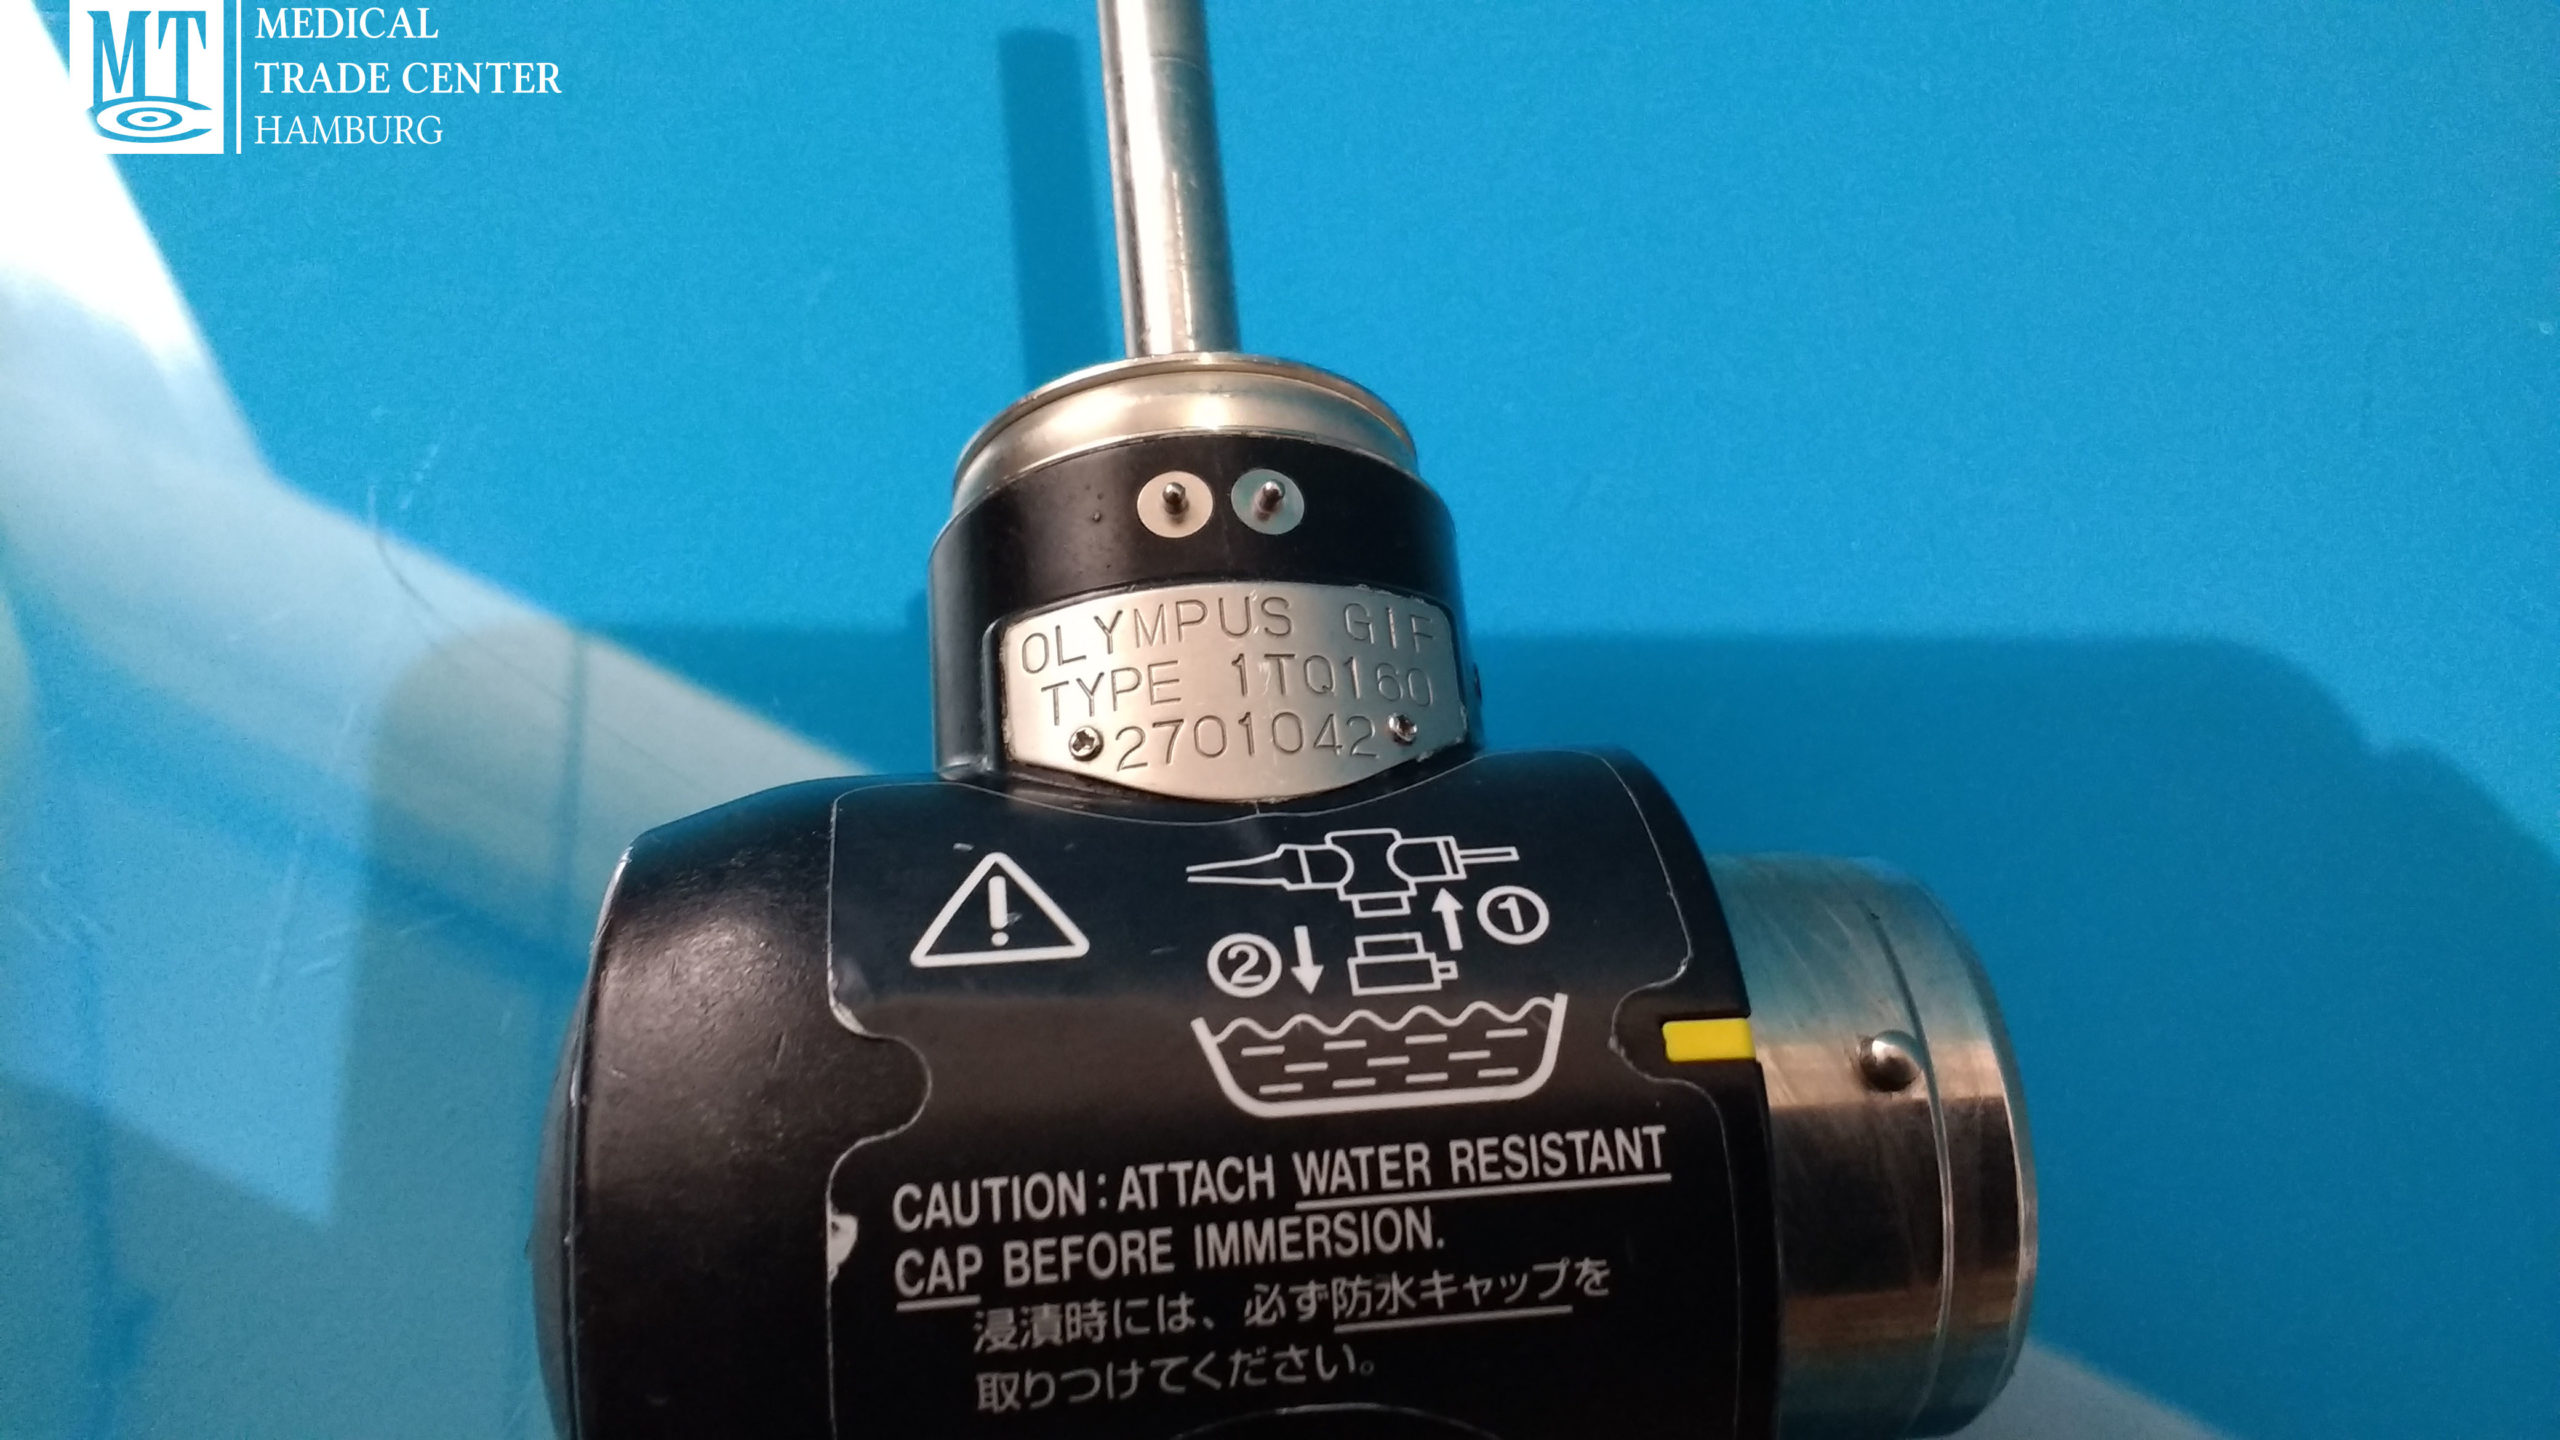 MT
MEDICAL
TRADE CENTER
HAMBURG
OLYMPUS GIF
TYPE 1TQ160
2701042
①
②
CAUTION : ATTACH WATER RESISTANT
CAP BEFORE IMMERSION.
浸漬時には、必ず防水キャップを
取りつけてください。